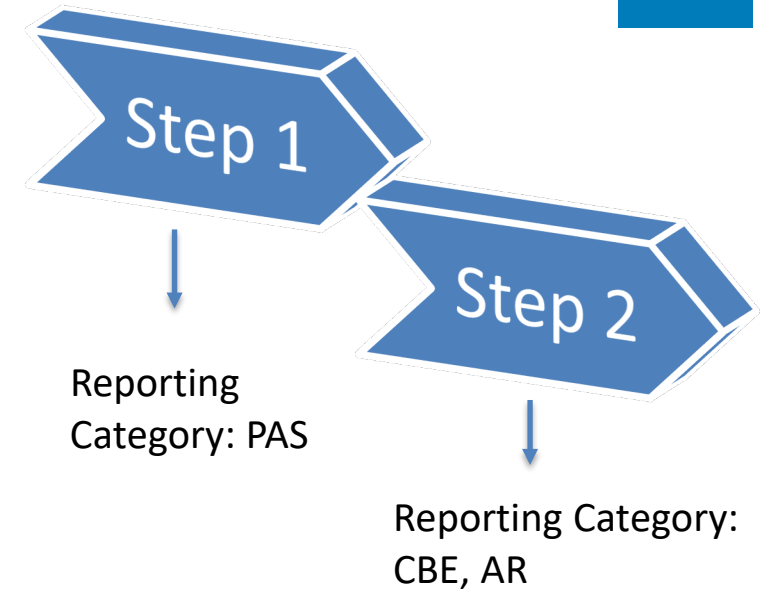 Step 1
Step 2
Reporting
Category: PAS
Reporting Category:
CBE, AR